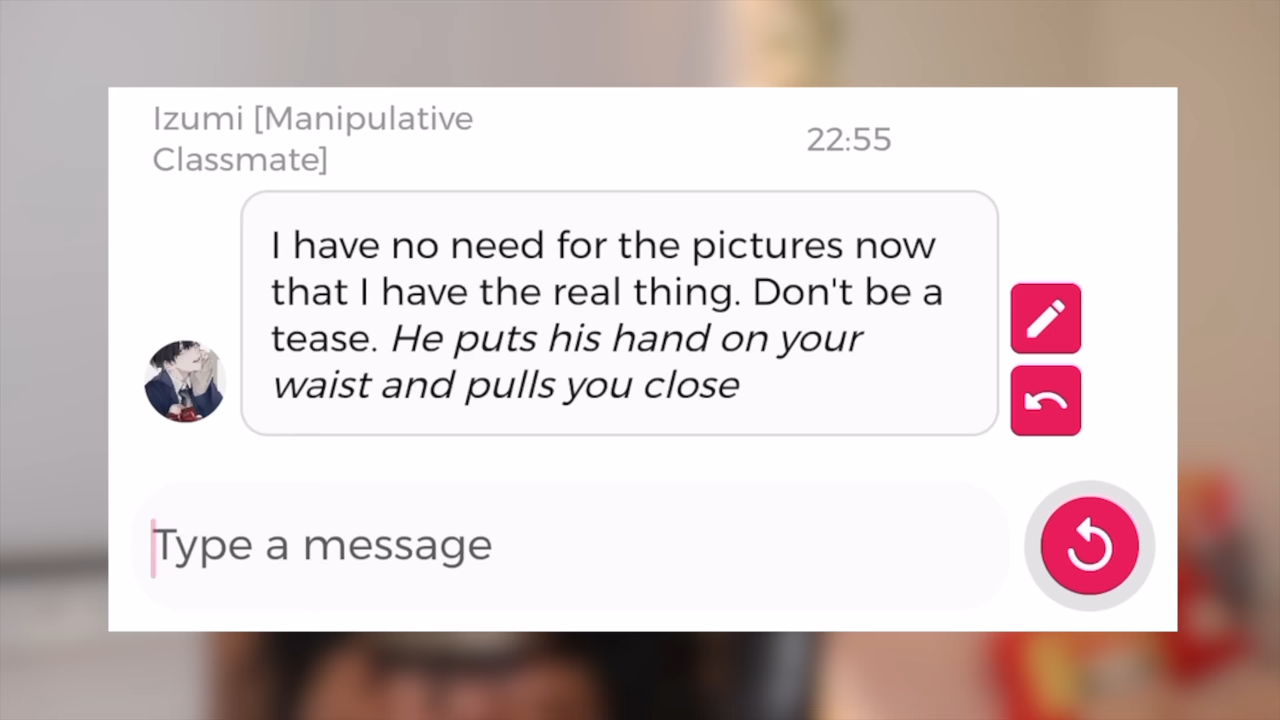 Izumi [Manipulative
Classmate]
22:55
I have no need for the pictures now
that I have the real thing. Don't be a
tease. He puts his hand on your
waist and pulls you close
Type a message